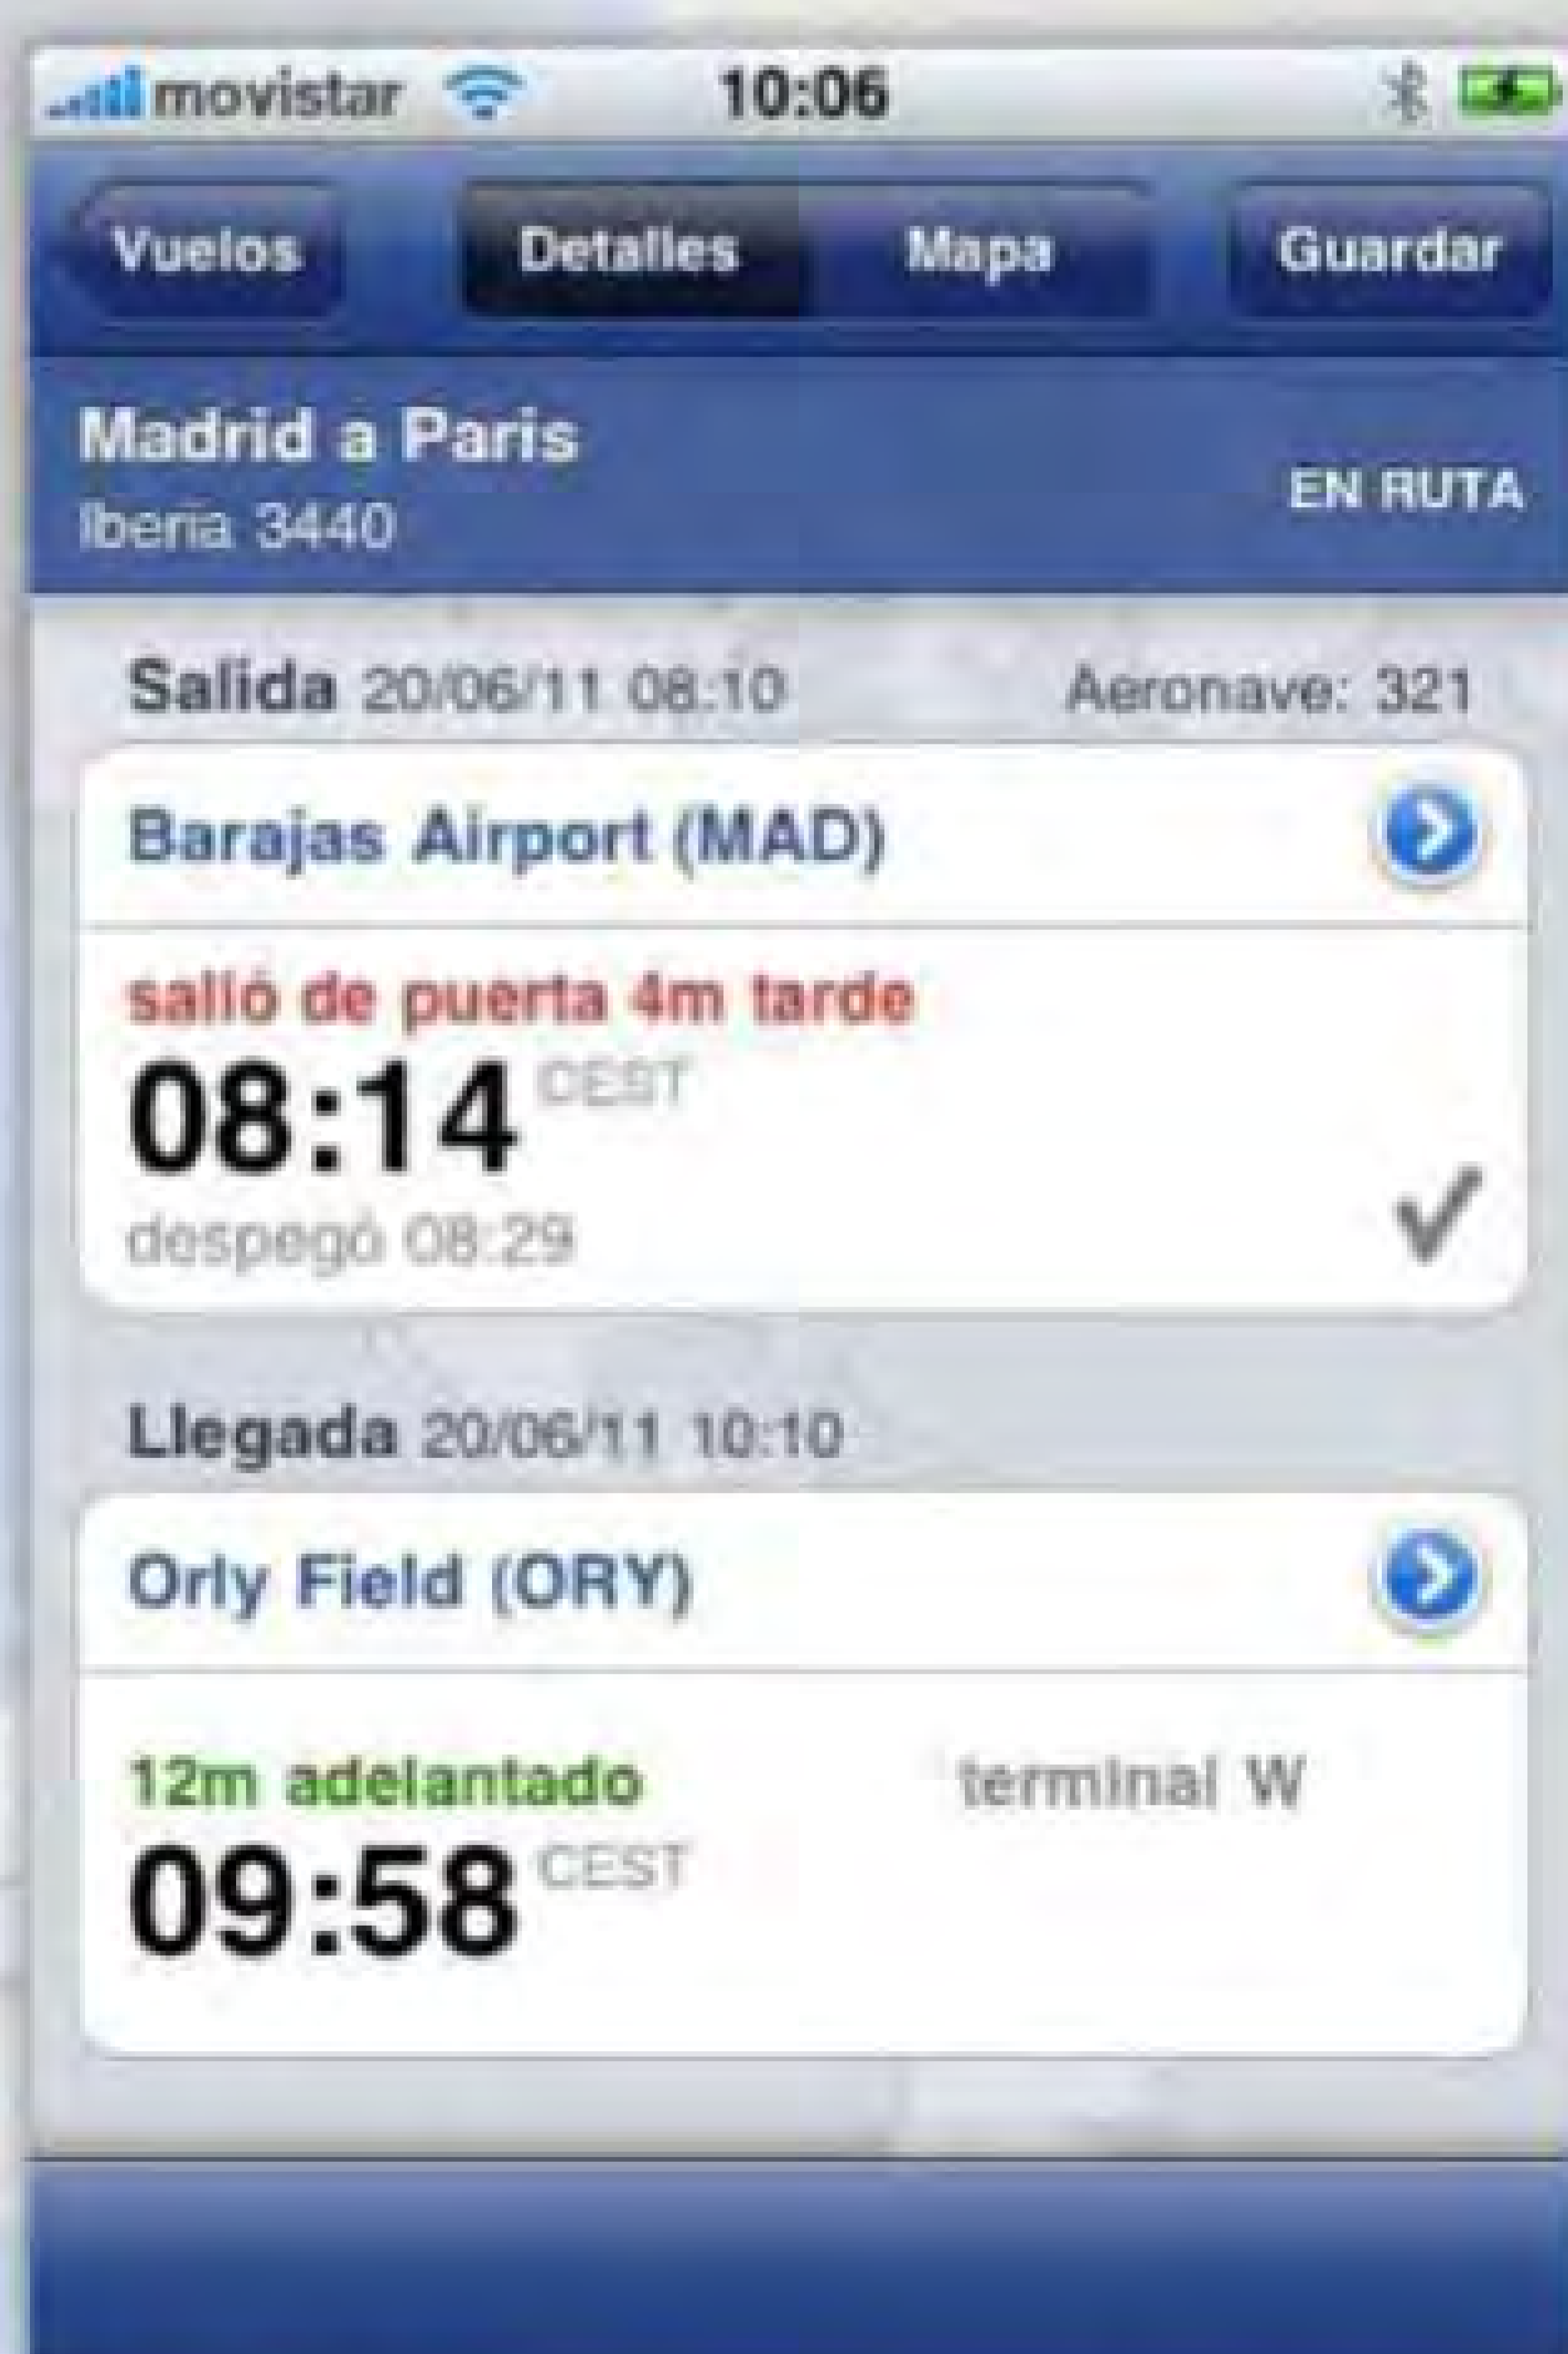 movistar 10:06
Vuelos Detalles Mapa Guardar
Madrid a Paris
Iberia 3440
EN RUTA
Salida 20/06/11 08:10 Aeronave: 321
Barajas Airport (MAD)
salió de puerta 4m tarde
08:14 CEST
despegó 08:29
Llegada 20/06/11 10:10
Orly Field (ORY)
12m adelantado terminal W
09:58 CEST